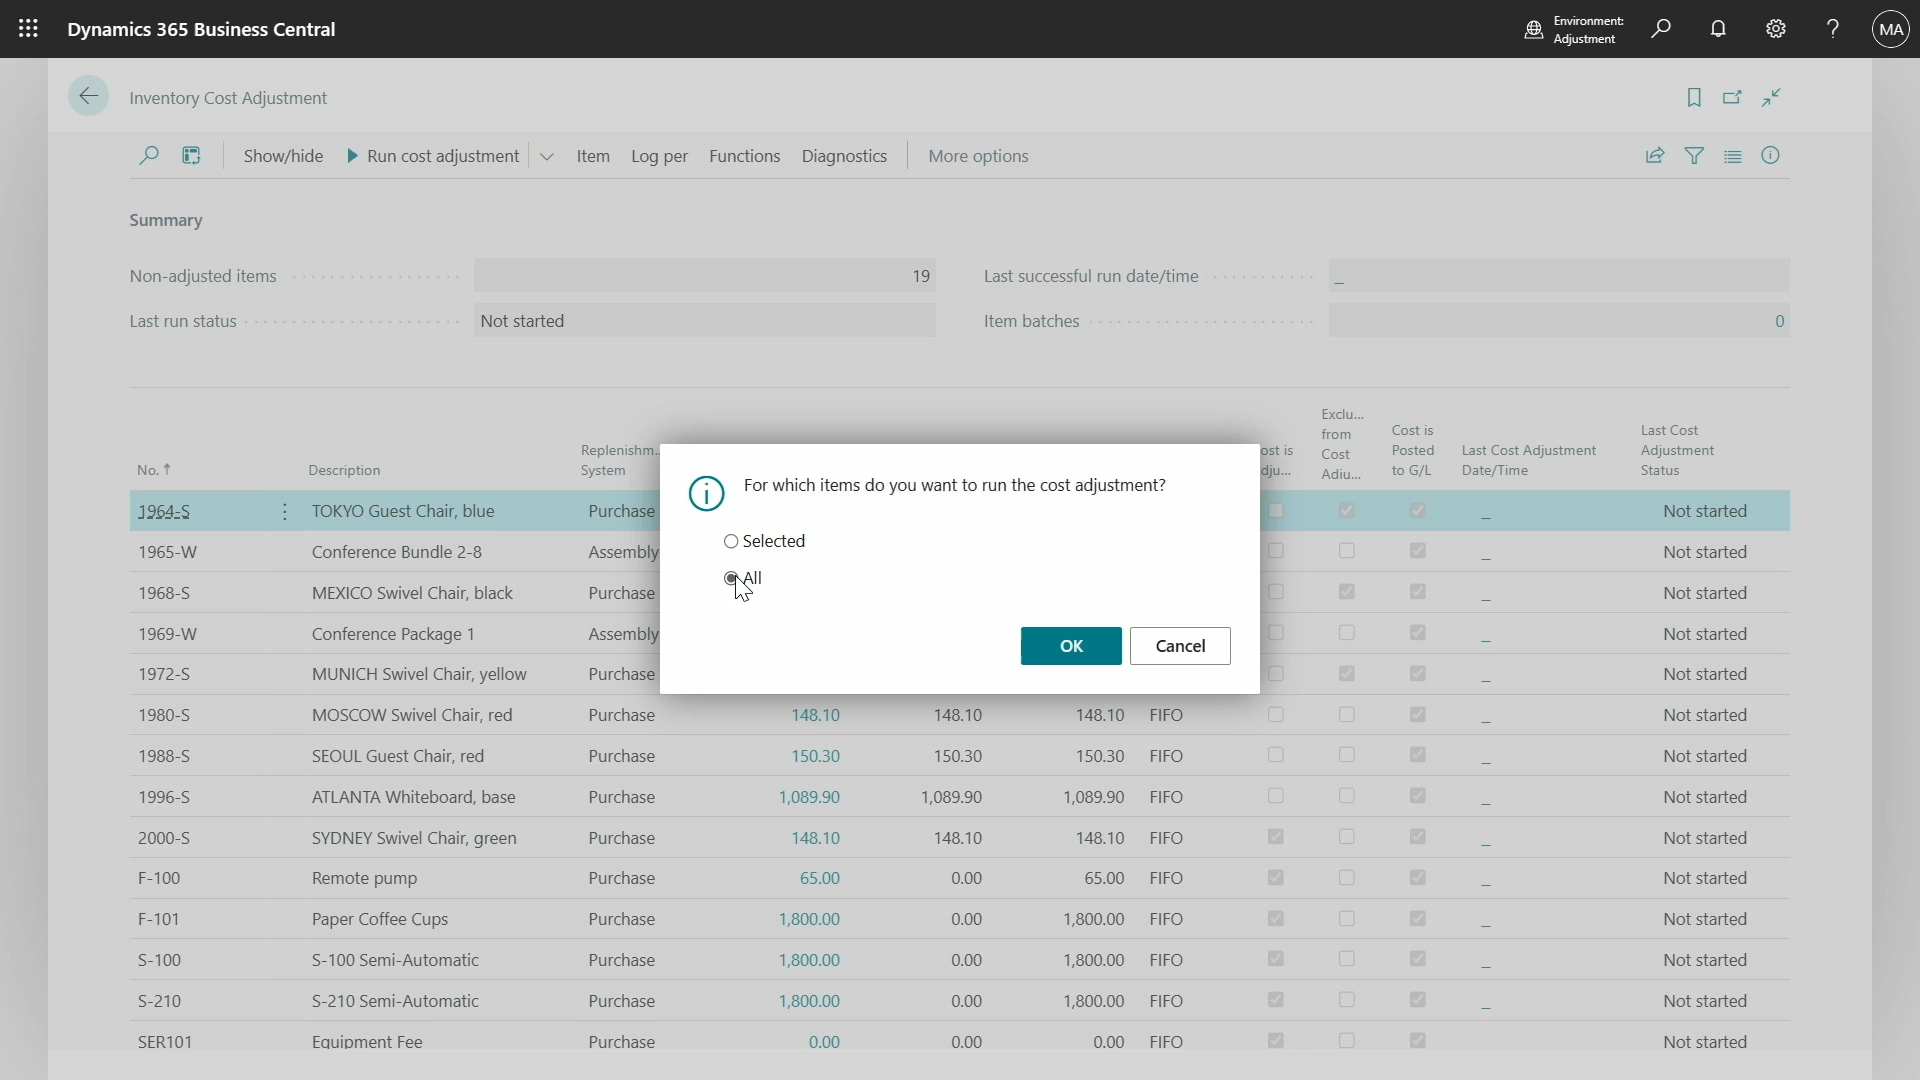 Dynamics 365 Business Central
Environment:
Adjustment
MA
Inventory Cost Adjustment
Show/hide
Run cost adjustment
Item
Log per
Functions
Diagnostics
More options
Summary
Non-adjusted items 19
Last successful run date/time _
Last run status Not started
Item batches 0
No. ↑
Description
Replenishm...
System
Exclu...
from
Cost
Adiu...
Cost is
Posted
to G/L
Last Cost Adjustment
Date/Time
Last Cost
Adjustment
Status
1964-S TOKYO Guest Chair, blue Purchase _ Not started
1965-W Conference Bundle 2-8 Assembly _ Not started
1968-S MEXICO Swivel Chair, black Purchase _ Not started
1969-W Conference Package 1 Assembly _ Not started
1972-S MUNICH Swivel Chair, yellow Purchase _ Not started
For which items do you want to run the cost adjustment?
Selected
All
OK
Cancel
1980-S MOSCOW Swivel Chair, red Purchase 148.10 148.10 148.10 FIFO _ Not started
1988-S SEOUL Guest Chair, red Purchase 150.30 150.30 150.30 FIFO _ Not started
1996-S ATLANTA Whiteboard, base Purchase 1,089.90 1,089.90 1,089.90 FIFO _ Not started
2000-S SYDNEY Swivel Chair, green Purchase 148.10 148.10 148.10 FIFO _ Not started
F-100 Remote pump Purchase 65.00 0.00 65.00 FIFO _ Not started
F-101 Paper Coffee Cups Purchase 1,800.00 0.00 1,800.00 FIFO _ Not started
S-100 S-100 Semi-Automatic Purchase 1,800.00 0.00 1,800.00 FIFO _ Not started
S-210 S-210 Semi-Automatic Purchase 1,800.00 0.00 1,800.00 FIFO _ Not started
SER101 Equipment Fee Purchase 0.00 0.00 0.00 FIFO Not started